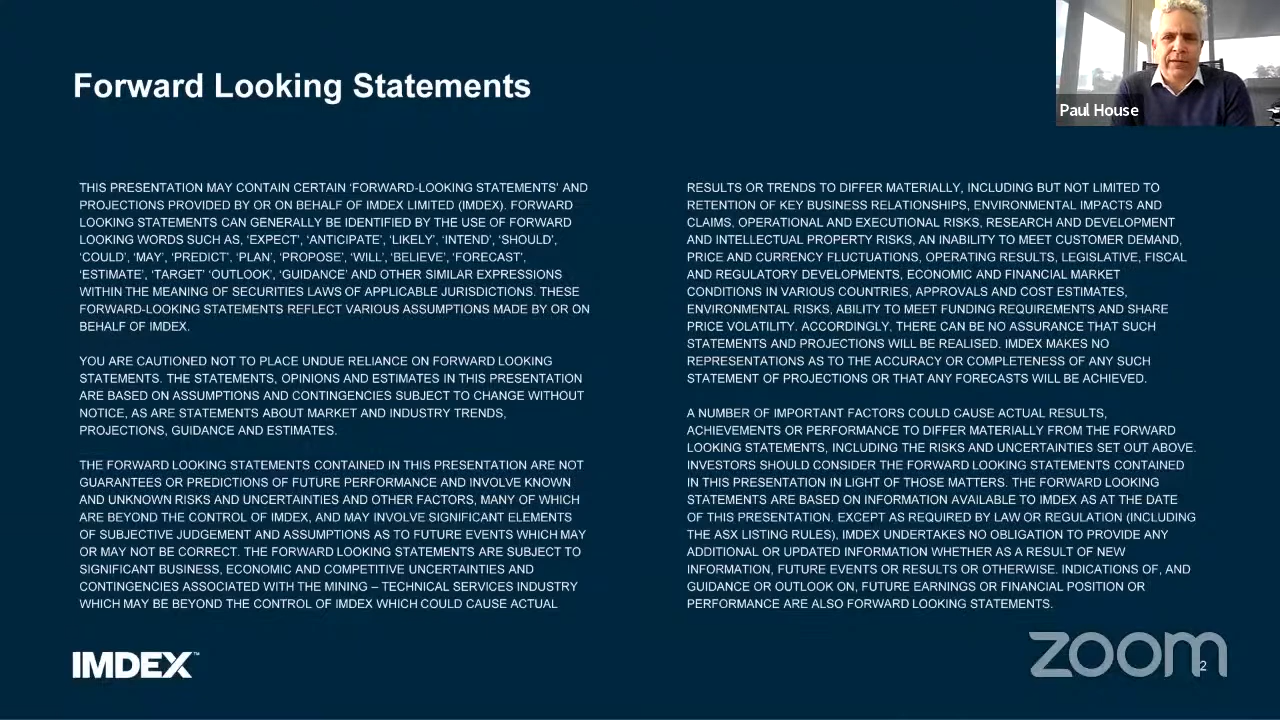 Forward Looking Statements
Paul House
THIS PRESENTATION MAY CONTAIN CERTAIN ‘FORWARD-LOOKING STATEMENTS’ AND
PROJECTIONS PROVIDED BY OR ON BEHALF OF IMDEX LIMITED (IMDEX). FORWARD
LOOKING STATEMENTS CAN GENERALLY BE IDENTIFIED BY THE USE OF FORWARD
LOOKING WORDS SUCH AS, ‘EXPECT’, ‘ANTICIPATE’, ‘LIKELY’, ‘INTEND’, ‘SHOULD’,
‘COULD’, ‘MAY’, ‘PREDICT’, ‘PLAN’, ‘PROPOSE’, ‘WILL’, ‘BELIEVE’, ‘FORECAST’,
‘ESTIMATE’, ‘TARGET’ ‘OUTLOOK’, ‘GUIDANCE’ AND OTHER SIMILAR EXPRESSIONS
WITHIN THE MEANING OF SECURITIES LAWS OF APPLICABLE JURISDICTIONS. THESE
FORWARD-LOOKING STATEMENTS REFLECT VARIOUS ASSUMPTIONS MADE BY OR ON
BEHALF OF IMDEX.
YOU ARE CAUTIONED NOT TO PLACE UNDUE RELIANCE ON FORWARD LOOKING
STATEMENTS. THE STATEMENTS, OPINIONS AND ESTIMATES IN THIS PRESENTATION
ARE BASED ON ASSUMPTIONS AND CONTINGENCIES SUBJECT TO CHANGE WITHOUT
NOTICE, AS ARE STATEMENTS ABOUT MARKET AND INDUSTRY TRENDS,
PROJECTIONS, GUIDANCE AND ESTIMATES.
THE FORWARD LOOKING STATEMENTS CONTAINED IN THIS PRESENTATION ARE NOT
GUARANTEES OR PREDICTIONS OF FUTURE PERFORMANCE AND INVOLVE KNOWN
AND UNKNOWN RISKS AND UNCERTAINTIES AND OTHER FACTORS, MANY OF WHICH
ARE BEYOND THE CONTROL OF IMDEX, AND MAY INVOLVE SIGNIFICANT ELEMENTS
OF SUBJECTIVE JUDGEMENT AND ASSUMPTIONS AS TO FUTURE EVENTS WHICH MAY
OR MAY NOT BE CORRECT. THE FORWARD LOOKING STATEMENTS ARE SUBJECT TO
SIGNIFICANT BUSINESS, ECONOMIC AND COMPETITIVE UNCERTAINTIES AND
CONTINGENCIES ASSOCIATED WITH THE MINING – TECHNICAL SERVICES INDUSTRY
WHICH MAY BE BEYOND THE CONTROL OF IMDEX WHICH COULD CAUSE ACTUAL
RESULTS OR TRENDS TO DIFFER MATERIALLY, INCLUDING BUT NOT LIMITED TO
RETENTION OF KEY BUSINESS RELATIONSHIPS, ENVIRONMENTAL IMPACTS AND
CLAIMS, OPERATIONAL AND EXECUTIONAL RISKS, RESEARCH AND DEVELOPMENT
AND INTELLECTUAL PROPERTY RISKS, AN INABILITY TO MEET CUSTOMER DEMAND,
PRICE AND CURRENCY FLUCTUATIONS, OPERATING RESULTS, LEGISLATIVE, FISCAL
AND REGULATORY DEVELOPMENTS, ECONOMIC AND FINANCIAL MARKET
CONDITIONS IN VARIOUS COUNTRIES, APPROVALS AND COST ESTIMATES,
ENVIRONMENTAL RISKS, ABILITY TO MEET FUNDING REQUIREMENTS AND SHARE
PRICE VOLATILITY. ACCORDINGLY, THERE CAN BE NO ASSURANCE THAT SUCH
STATEMENTS AND PROJECTIONS WILL BE REALISED. IMDEX MAKES NO
REPRESENTATIONS AS TO THE ACCURACY OR COMPLETENESS OF ANY SUCH
STATEMENT OF PROJECTIONS OR THAT ANY FORECASTS WILL BE ACHIEVED.
A NUMBER OF IMPORTANT FACTORS COULD CAUSE ACTUAL RESULTS,
ACHIEVEMENTS OR PERFORMANCE TO DIFFER MATERIALLY FROM THE FORWARD
LOOKING STATEMENTS, INCLUDING THE RISKS AND UNCERTAINTIES SET OUT ABOVE.
INVESTORS SHOULD CONSIDER THE FORWARD LOOKING STATEMENTS CONTAINED
IN THIS PRESENTATION IN LIGHT OF THOSE MATTERS. THE FORWARD LOOKING
STATEMENTS ARE BASED ON INFORMATION AVAILABLE TO IMDEX AS AT THE DATE
OF THIS PRESENTATION. EXCEPT AS REQUIRED BY LAW OR REGULATION (INCLUDING
THE ASX LISTING RULES), IMDEX UNDERTAKES NO OBLIGATION TO PROVIDE ANY
ADDITIONAL OR UPDATED INFORMATION WHETHER AS A RESULT OF NEW
INFORMATION, FUTURE EVENTS OR RESULTS OR OTHERWISE. INDICATIONS OF, AND
GUIDANCE OR OUTLOOK ON, FUTURE EARNINGS OR FINANCIAL POSITION OR
PERFORMANCE ARE ALSO FORWARD LOOKING STATEMENTS.
IMDEX™
zoom
2